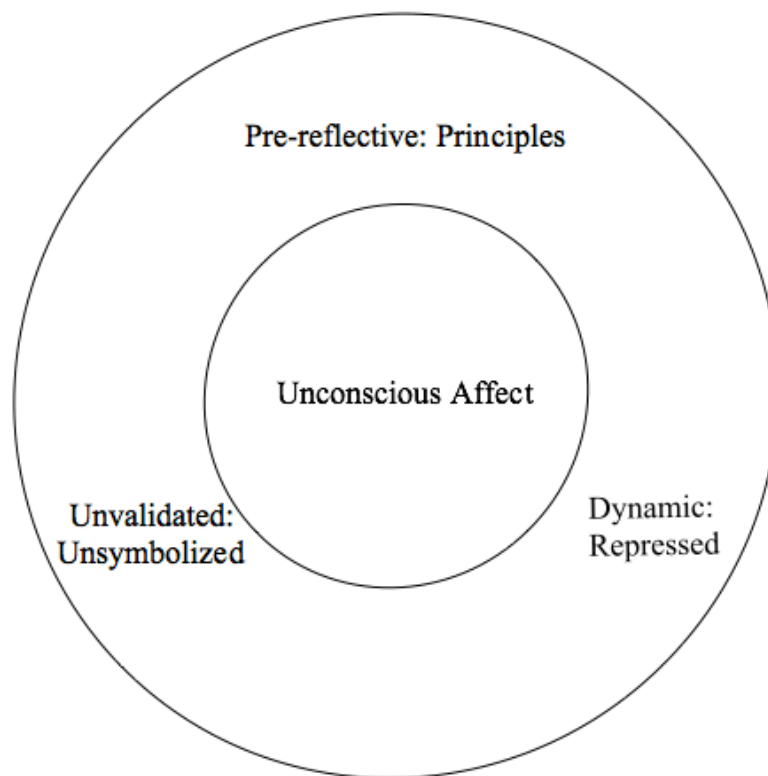 Pre-reflective: Principles
Unconscious Affect
Unvalidated:
Unsymbolized
Dynamic:
Repressed